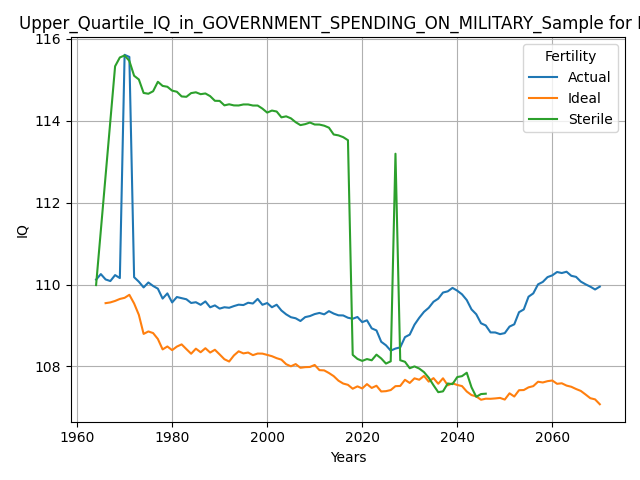 Upper_Quartile_IQ_in_GOVERNMENT_SPENDING_ON_MILITARY_Sample for
116
114
112
110
108
IQ
Fertility
Actual
Ideal
Sterile
1960
1980
2000
2020
2040
2060
Years